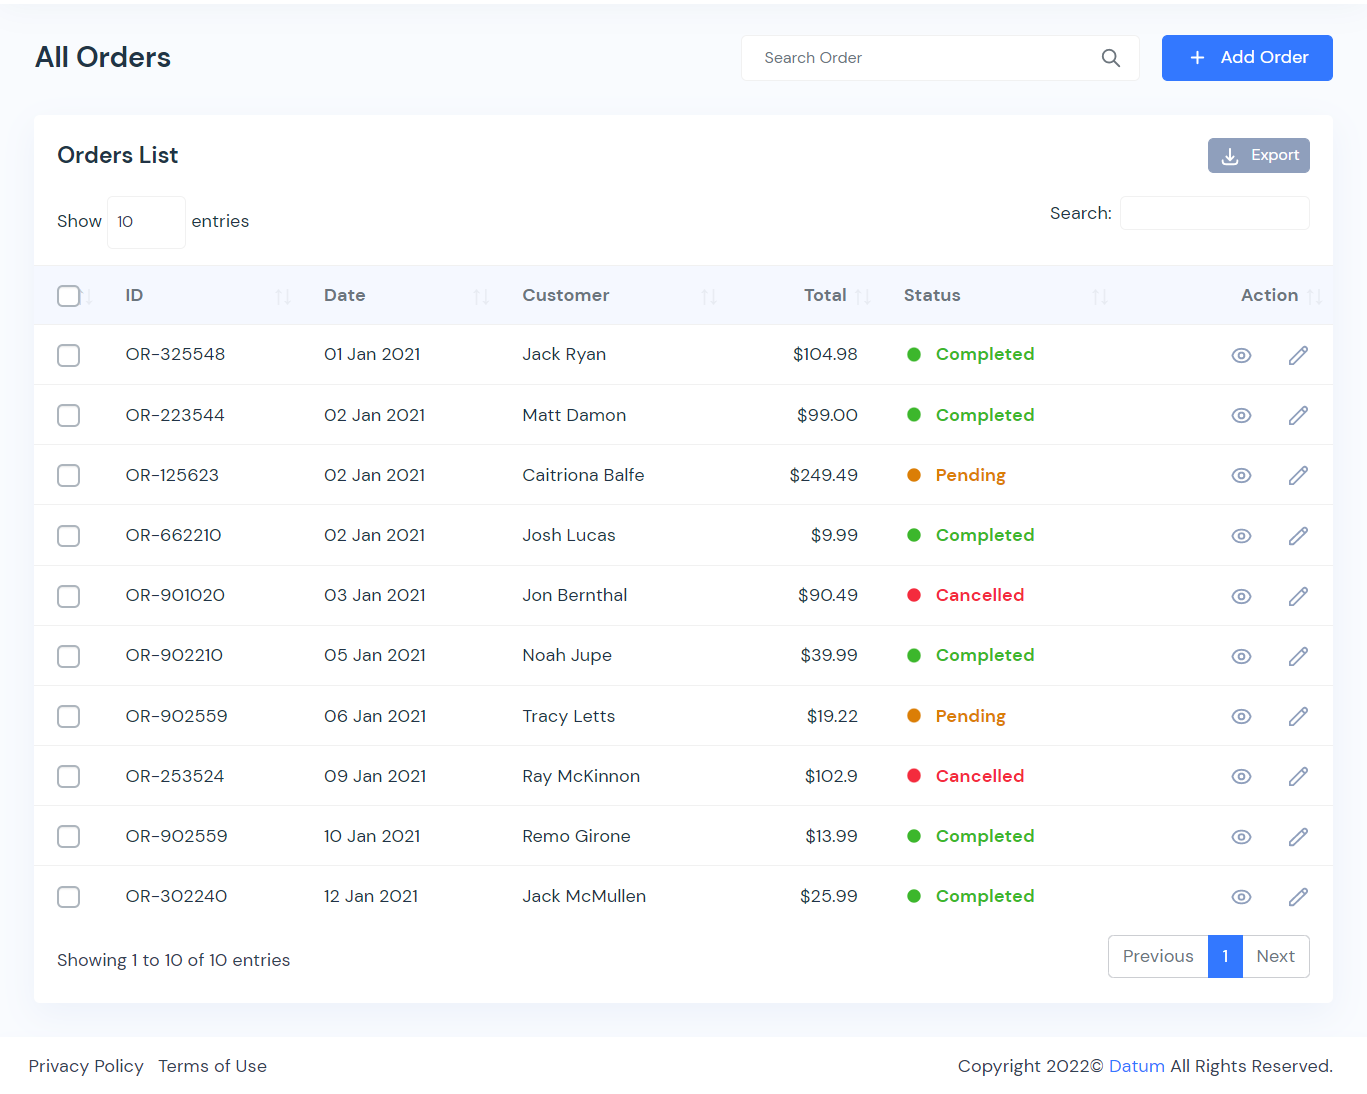 All Orders
Search Order
Add Order
Orders List
Export
Show 10 entries
Search:
ID Date Customer Total Status Action
OR-325548 01 Jan 2021 Jack Ryan $104.98 Completed
OR-223544 02 Jan 2021 Matt Damon $99.00 Completed
OR-125623 02 Jan 2021 Caitriona Balfe $249.49 Pending
OR-662210 02 Jan 2021 Josh Lucas $9.99 Completed
OR-901020 03 Jan 2021 Jon Bernthal $90.49 Cancelled
OR-902210 05 Jan 2021 Noah Jupe $39.99 Completed
OR-902559 06 Jan 2021 Tracy Letts $19.22 Pending
OR-253524 09 Jan 2021 Ray McKinnon $102.9 Cancelled
OR-902559 10 Jan 2021 Remo Girone $13.99 Completed
OR-302240 12 Jan 2021 Jack McMullen $25.99 Completed
Showing 1 to 10 of 10 entries
Previous 1 Next
Privacy Policy Terms of Use
Copyright 2022© Datum All Rights Reserved.